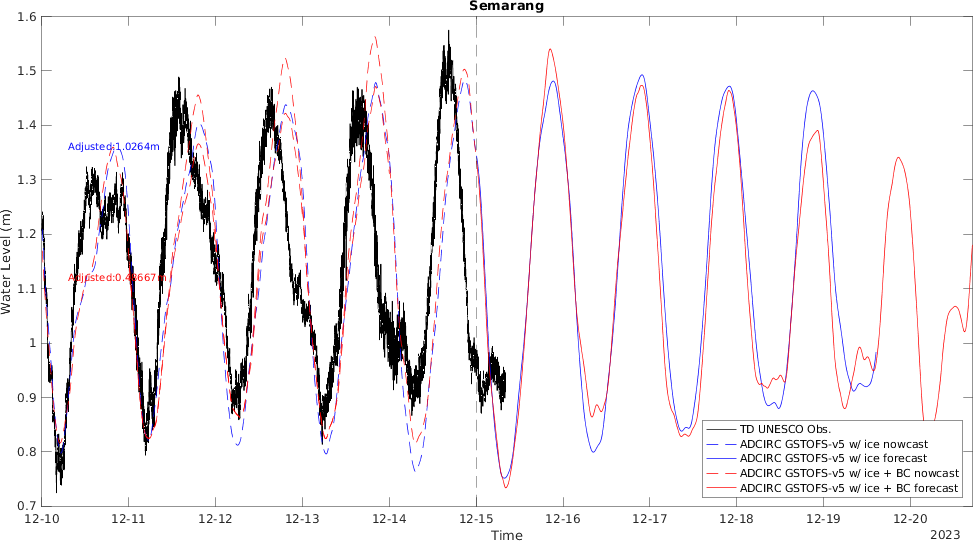 Semarang
1.6
1.5
1.4
1.3
1.2
1.1
1
0.9
0.8
0.7
Water Level (m)
Adjusted:1.0264m
12-10
12-11
12-12
12-13
12-14
12-15
12-16
12-17
12-18
12-19
12-20
Time
2023
TD UNESCO Obs.
ADCIRC GSTOFS-v5 w/ ice nowcast
ADCIRC GSTOFS-v5 w/ ice forecast
ADCIRC GSTOFS-v5 w/ ice + BC nowcast
ADCIRC GSTOFS-v5 w/ ice + BC forecast